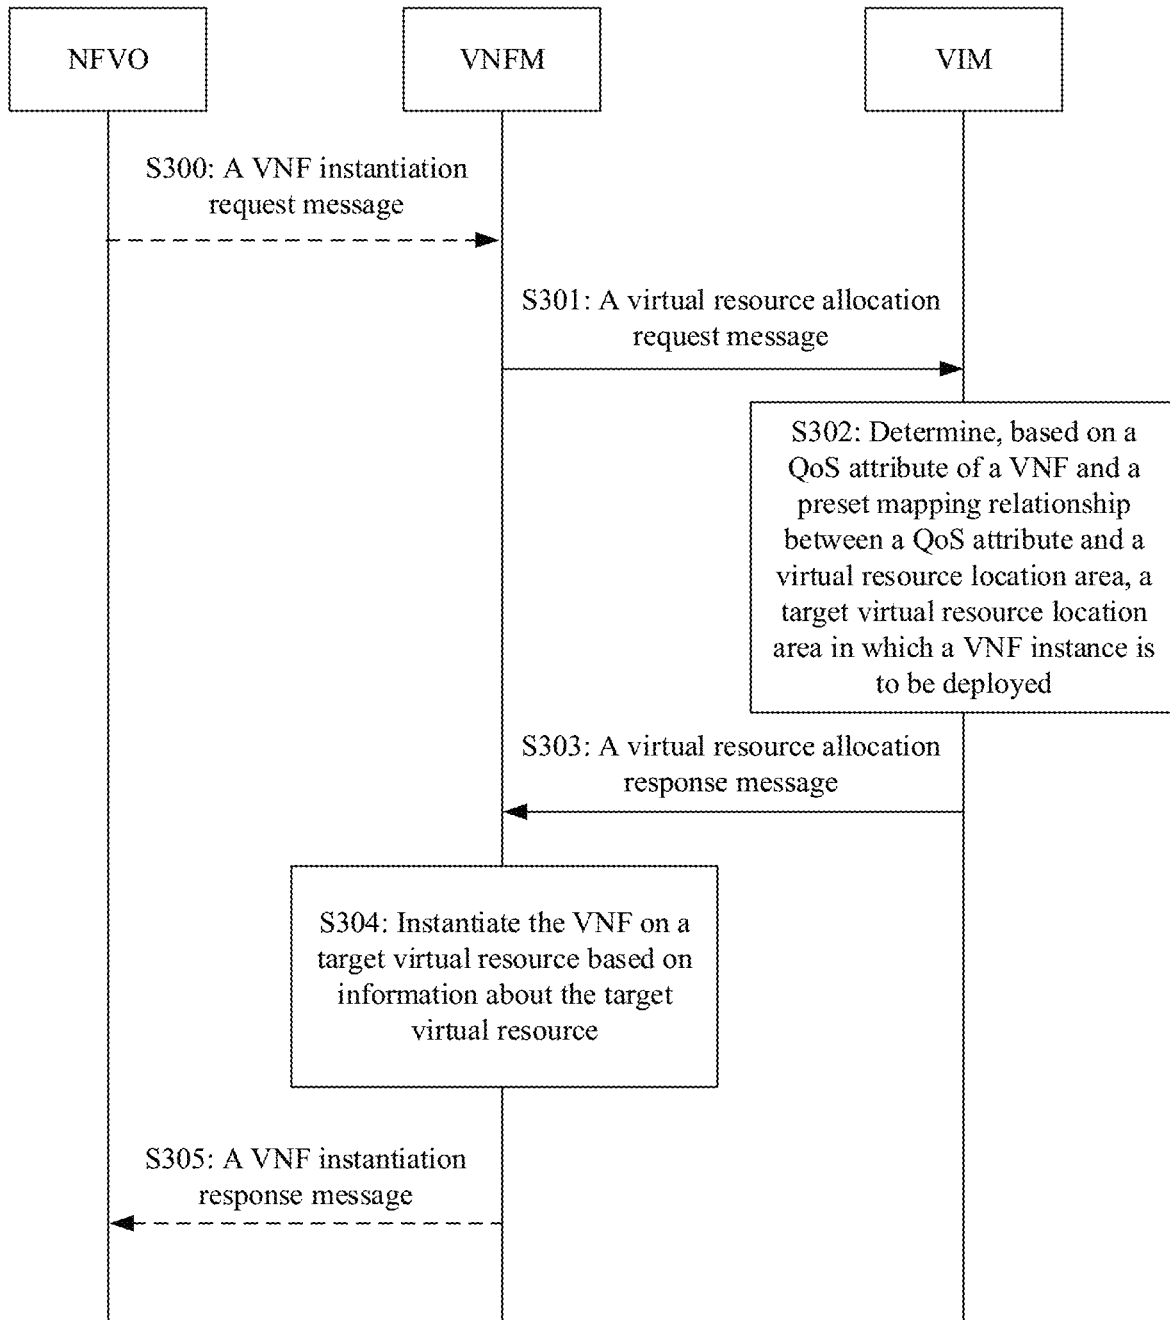 NFVO
VNFM
VIM
S300: A VNF instantiation
request message
S301: A virtual resource allocation
request message
S302: Determine, based on a
QoS attribute of a VNF and a
preset mapping relationship
between a QoS attribute and a
virtual resource location area, a
target virtual resource location
area in which a VNF instance is
to be deployed
S303: A virtual resource allocation
response message
S304: Instantiate the VNF on a
target virtual resource based on
information about the target
virtual resource
S305: A VNF instantiation
response message